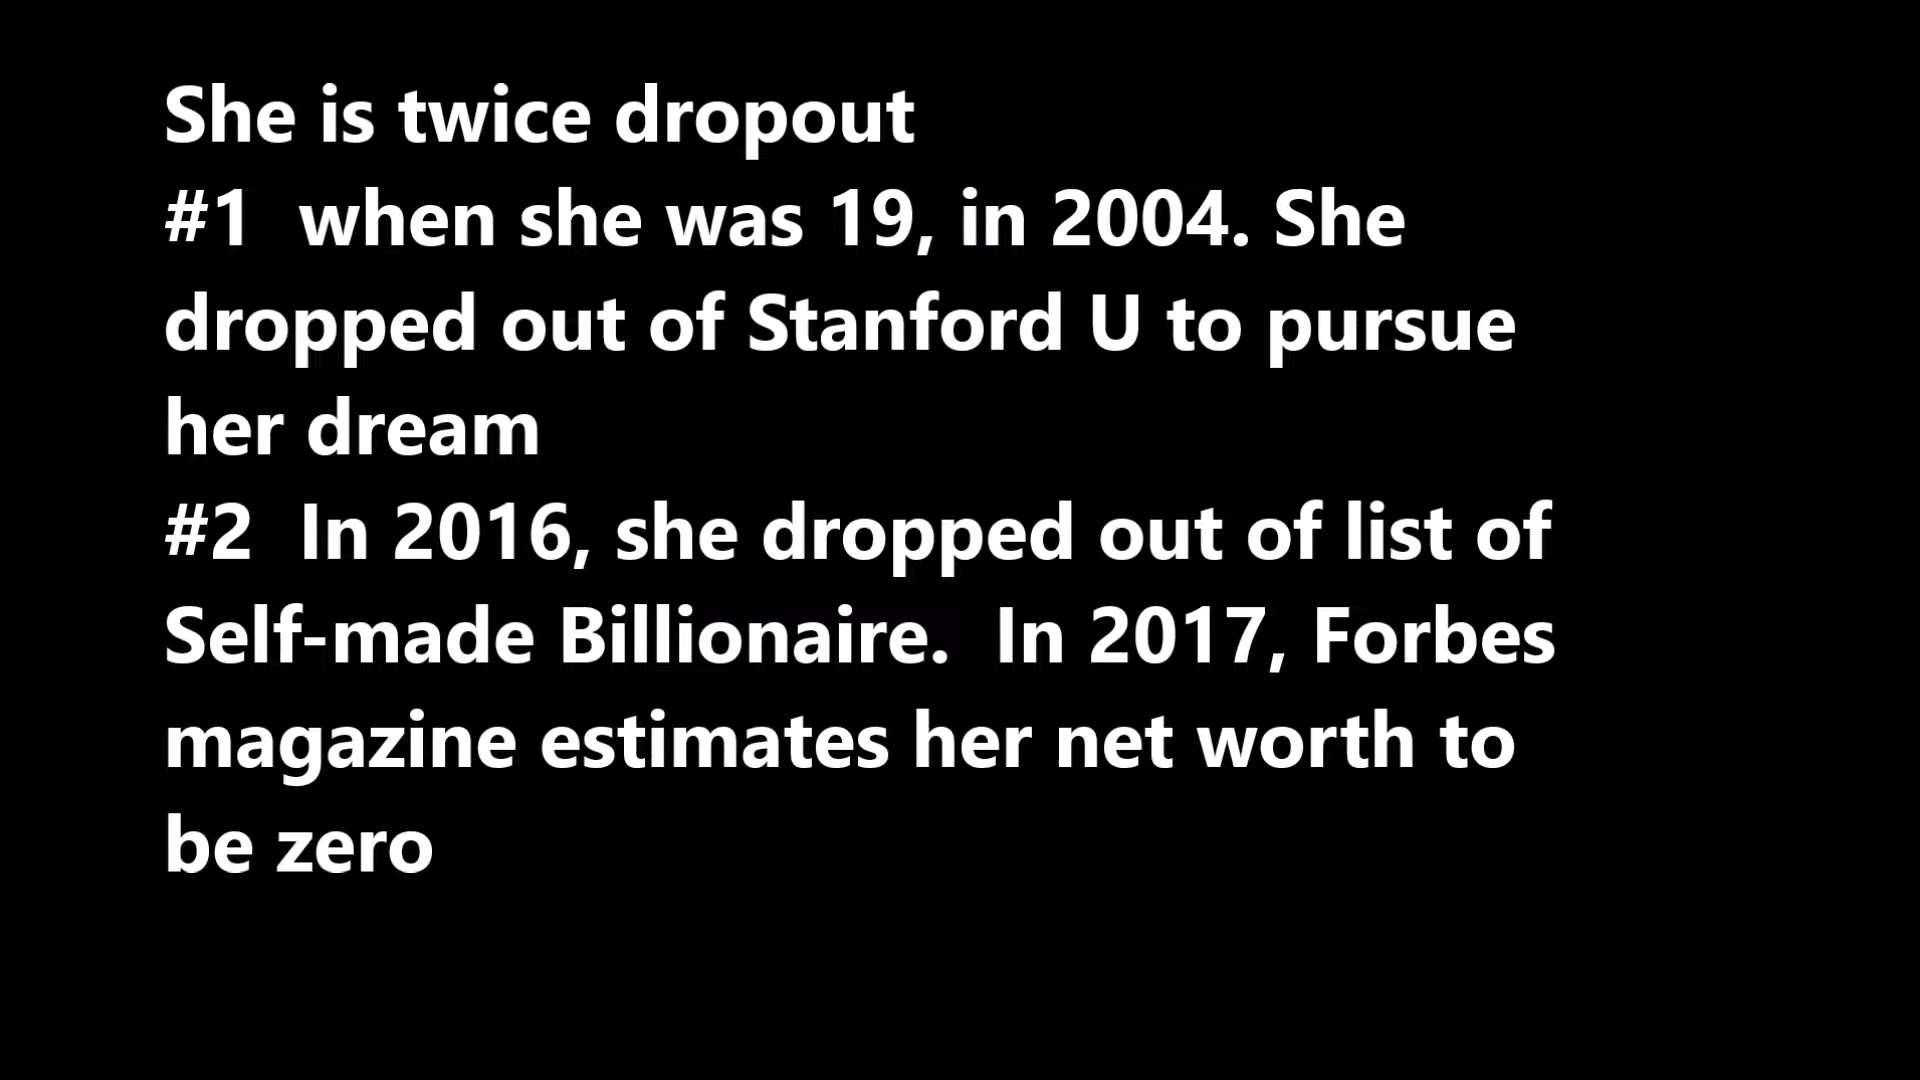 She is twice dropout
#1  when she was 19, in 2004. She
dropped out of Stanford U to pursue
her dream
#2  In 2016, she dropped out of list of
Self-made Billionaire.  In 2017, Forbes
magazine estimates her net worth to
be zero